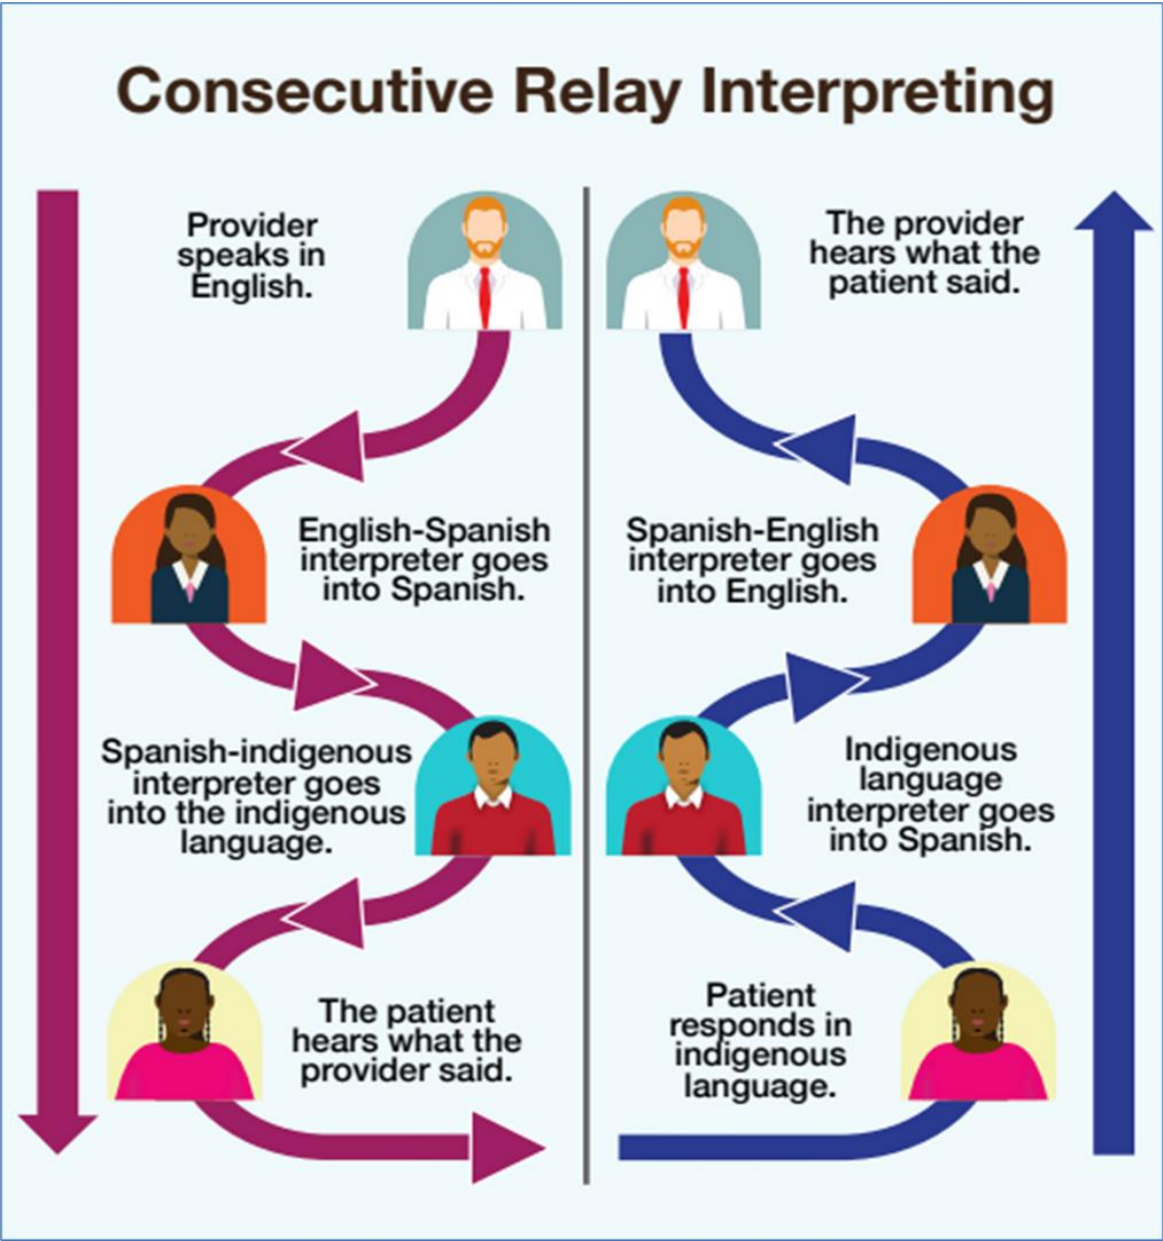 Consecutive Relay Interpreting
Provider
speaks in
English.
English-Spanish
interpreter goes
into Spanish.
Spanish-indigenous
interpreter goes
into the indigenous
language.
The patient
hears what the
provider said.
The provider
hears what the
patient said.
Spanish-English
interpreter goes
into English.
Indigenous
language
interpreter goes
into Spanish.
Patient
responds in
indigenous
language.